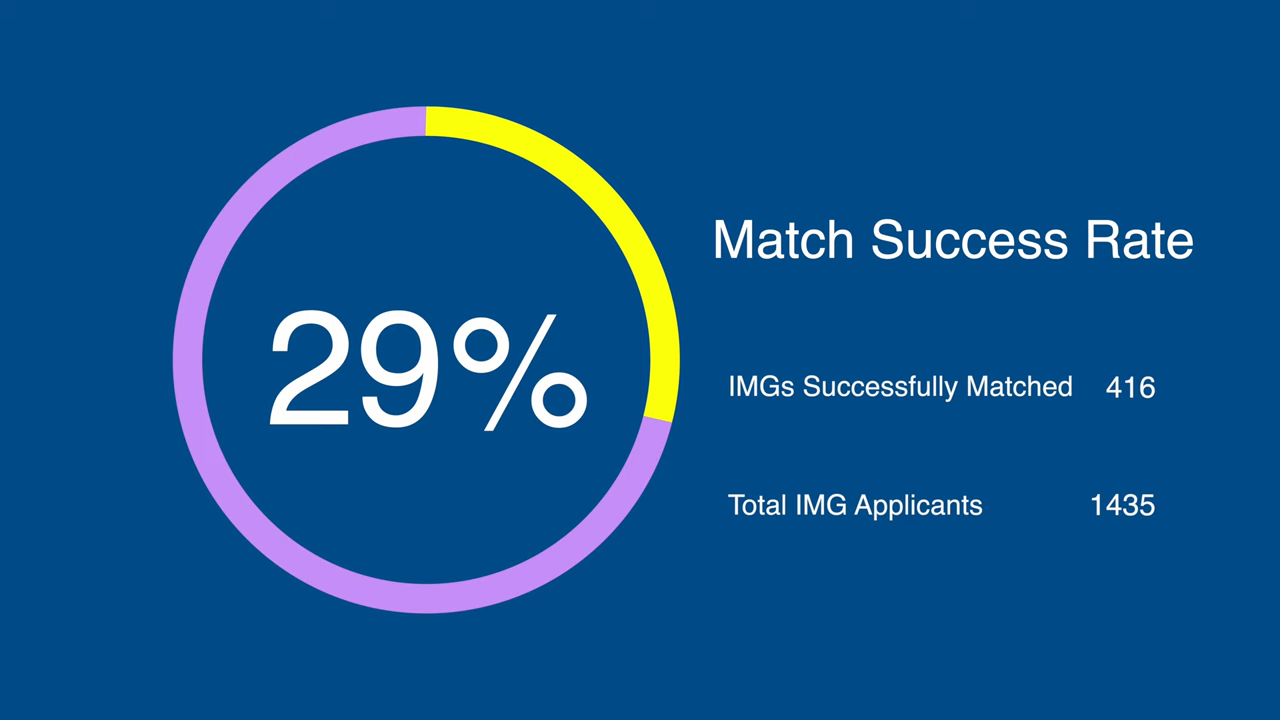 29%
Match Success Rate
IMGs Successfully Matched 416
Total IMG Applicants 1435